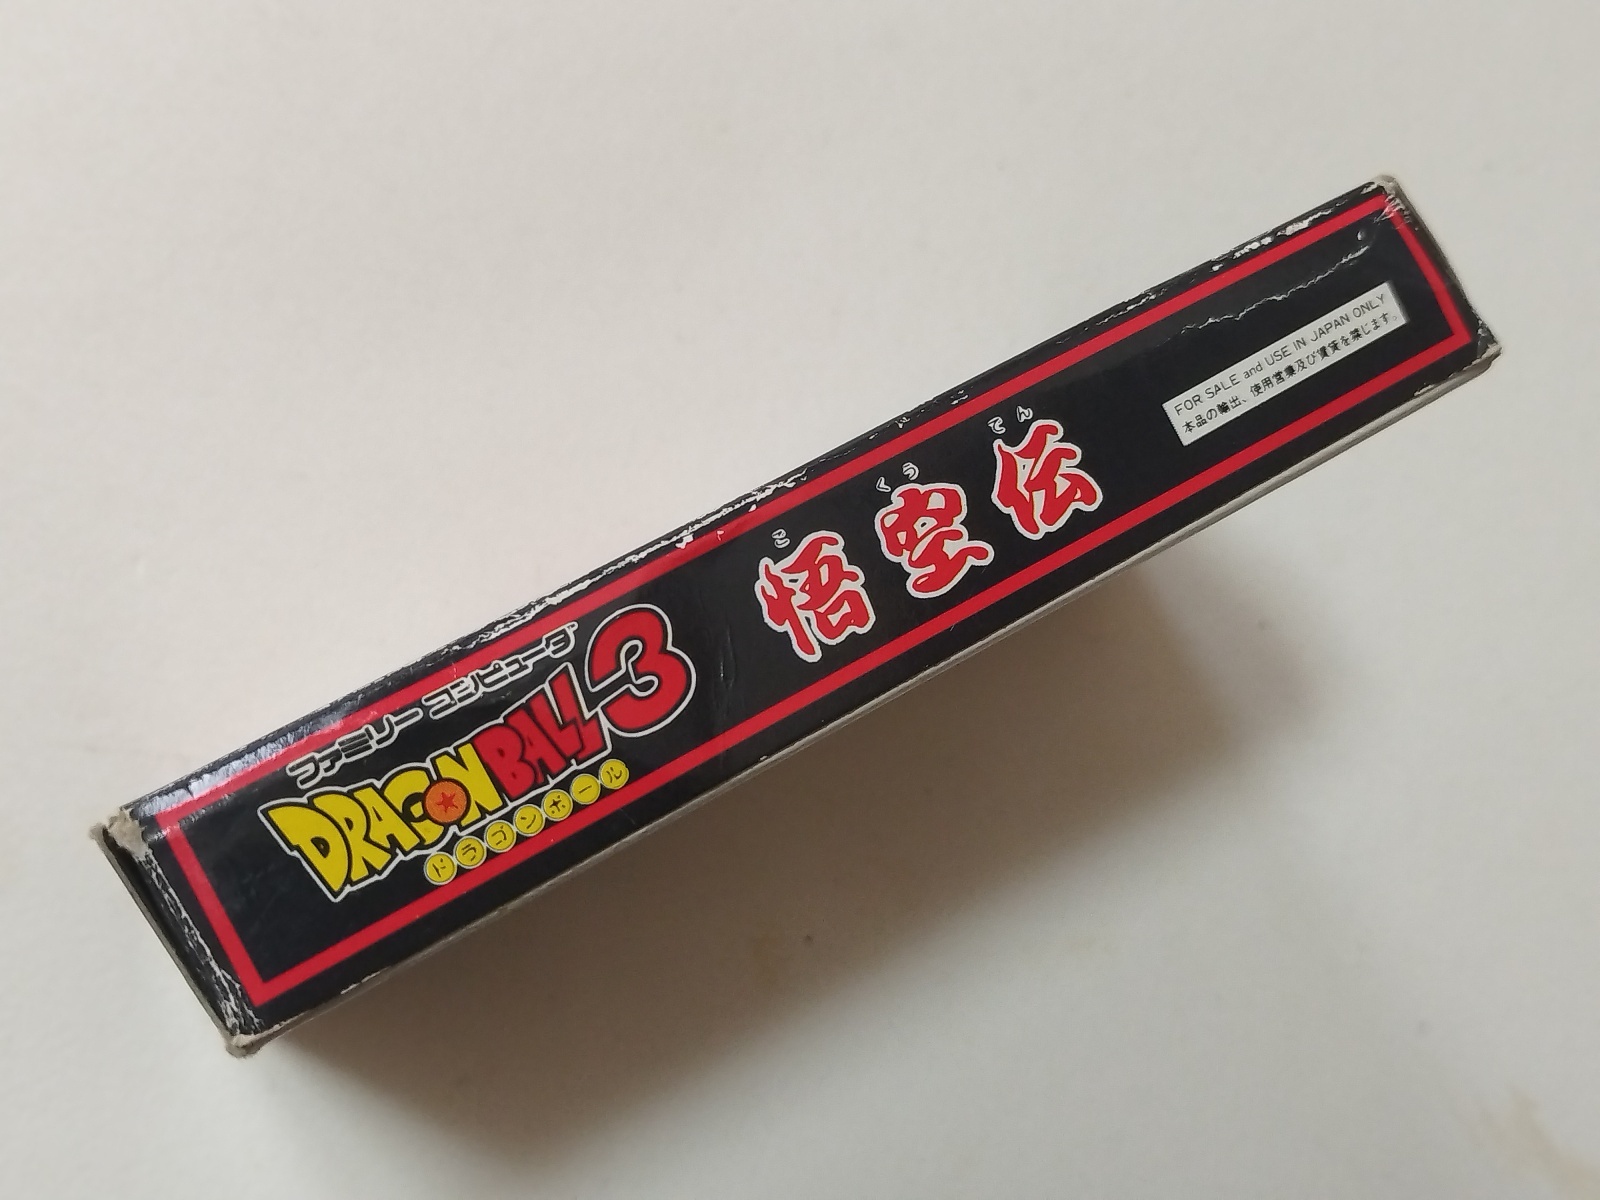 ファミリーコンピュータ
DRAGON BALL 3
ドラゴンボール
ごくうでん
悟空伝
FOR SALE and USE IN JAPAN ONLY
本品の輸出、使用営業及び賃貸を禁じます。